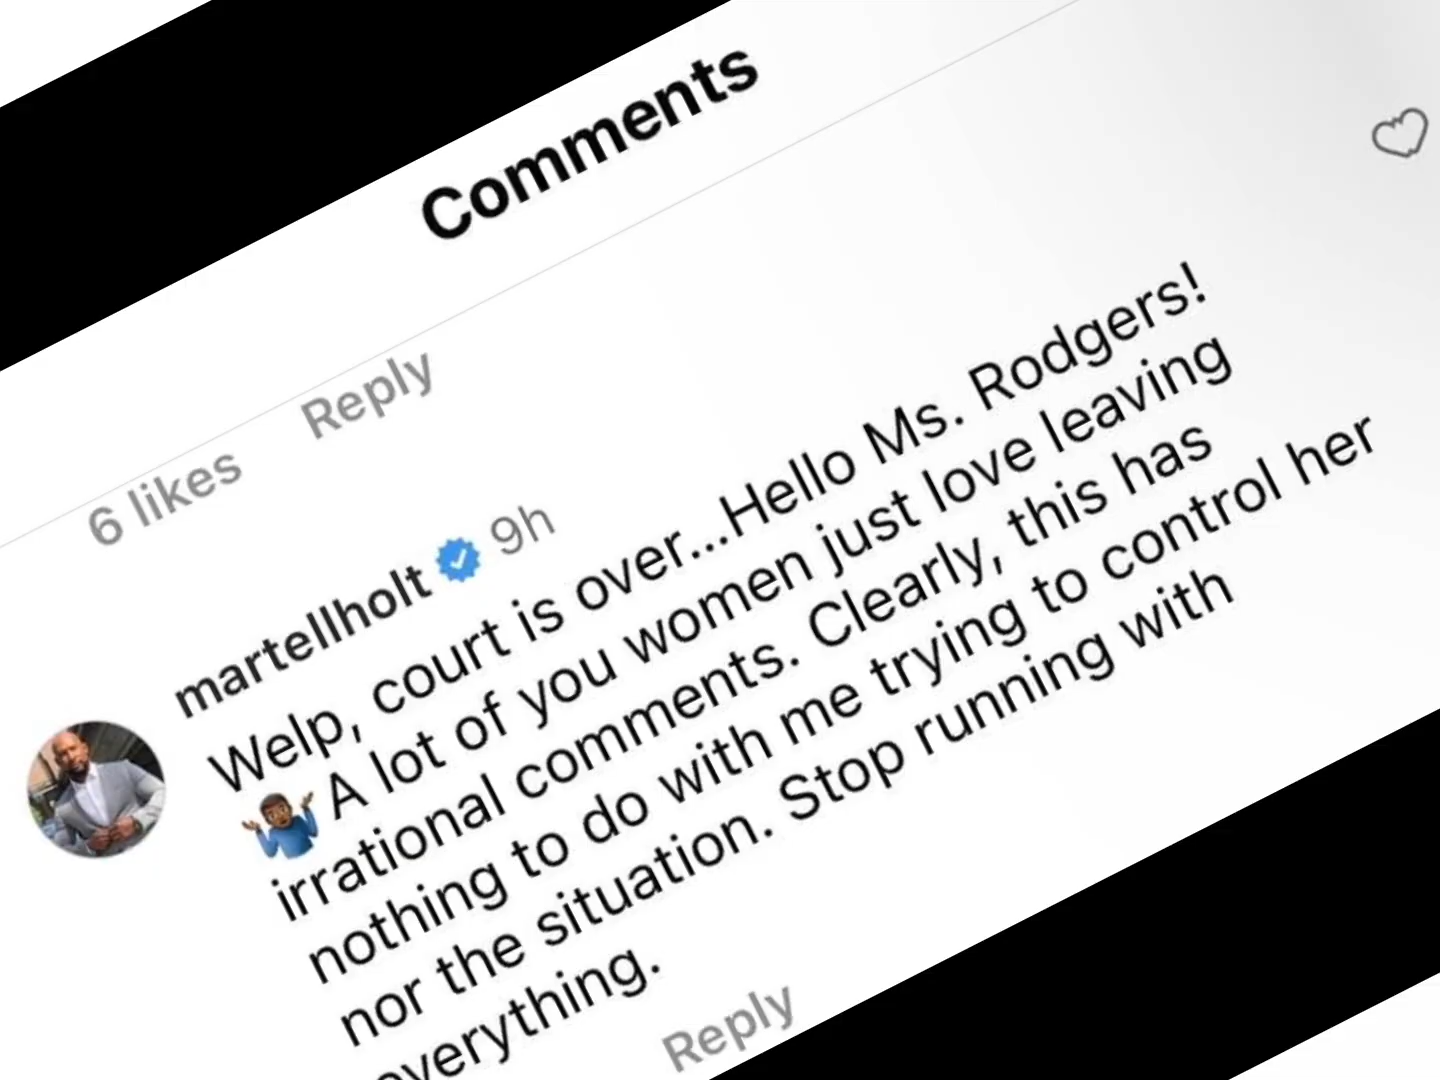 Comments
6 likes Reply
martellholt 9h
Welp, court is over...Hello Ms. Rodgers!
🤷🏾‍♂️ A lot of you women just love leaving
irrational comments. Clearly, this has
nothing to do with me trying to control her
nor the situation. Stop running with
everything.
Reply